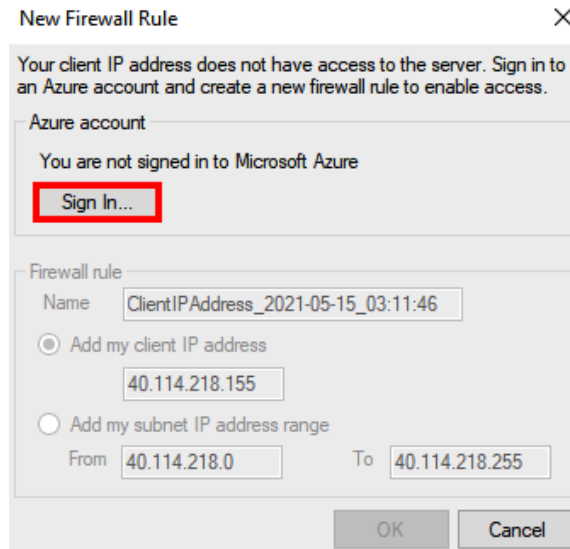 New Firewall Rule
Your client IP address does not have access to the server. Sign in to
an Azure account and create a new firewall rule to enable access.
Azure account
You are not signed in to Microsoft Azure
Sign In...
Firewall rule
Name ClientIPAddress_2021-05-15_03:11:46
Add my client IP address
40.114.218.155
Add my subnet IP address range
From 40.114.218.0 To 40.114.218.255
OK Cancel